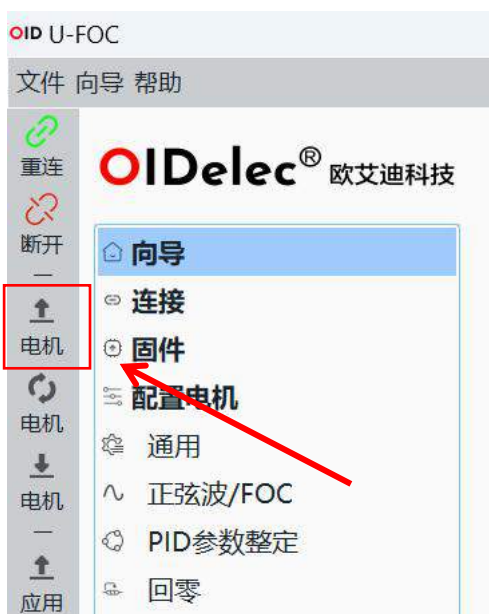 OID U-FOC
文件 向导 帮助
重连
断开
电机
电机
电机
应用
OIDelec® 欧艾迪科技
向导
连接
固件
配置电机
通用
正弦波/FOC
PID参数整定
回零